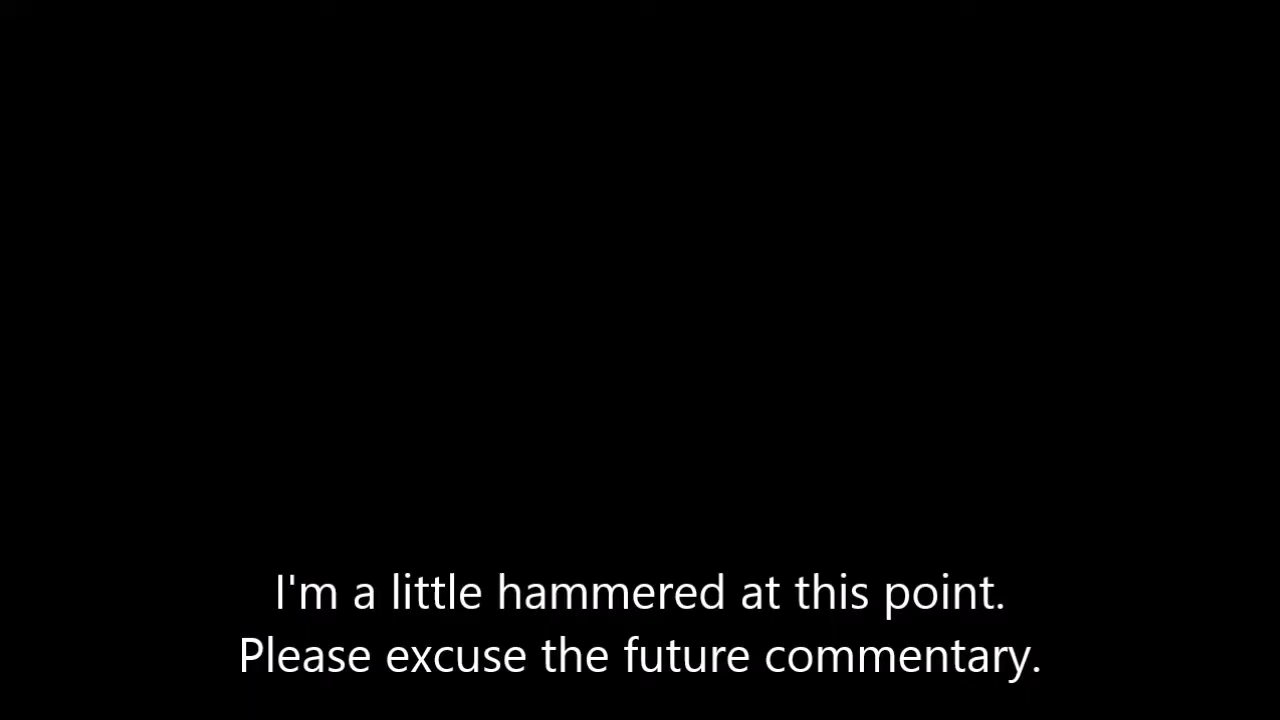 I'm a little hammered at this point.
Please excuse the future commentary.